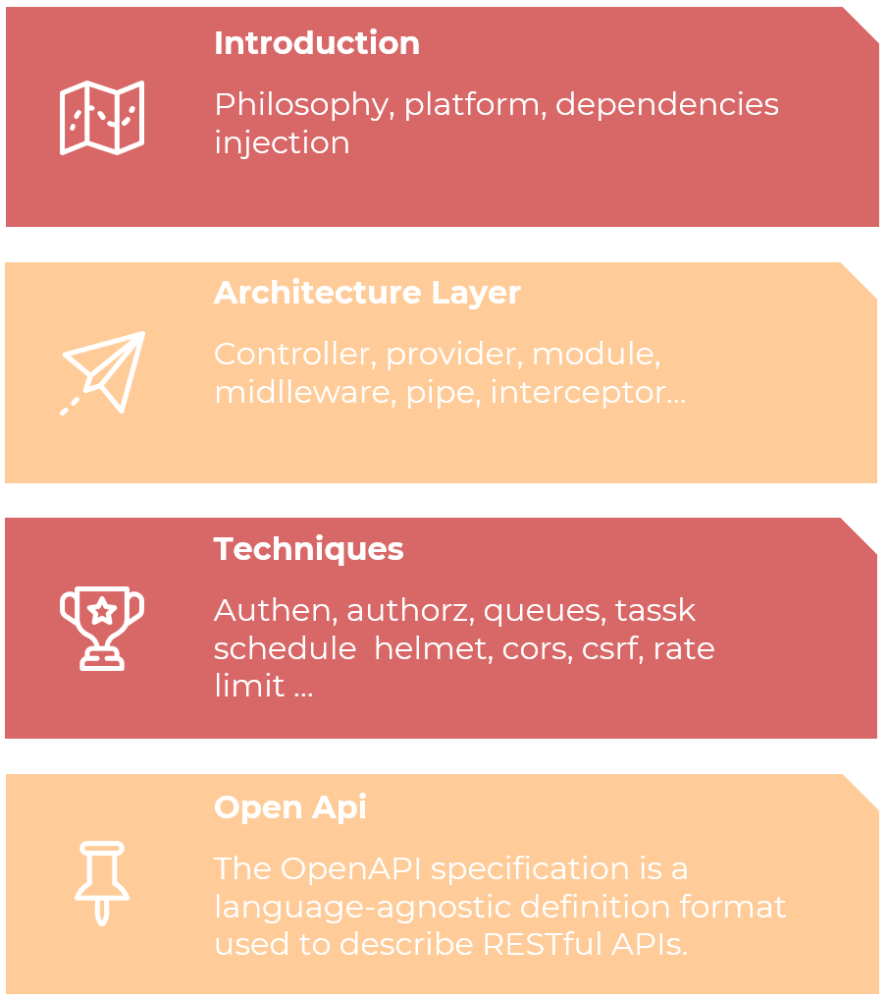 Introduction
Philosophy, platform, dependencies
injection
Architecture Layer
Controller, provider, module,
midlleware, pipe, interceptor...
Techniques
Authen, authorz, queues, tassk
schedule  helmet, cors, csrf, rate
limit ...
Open Api
The OpenAPI specification is a
language-agnostic definition format
used to describe RESTful APIs.